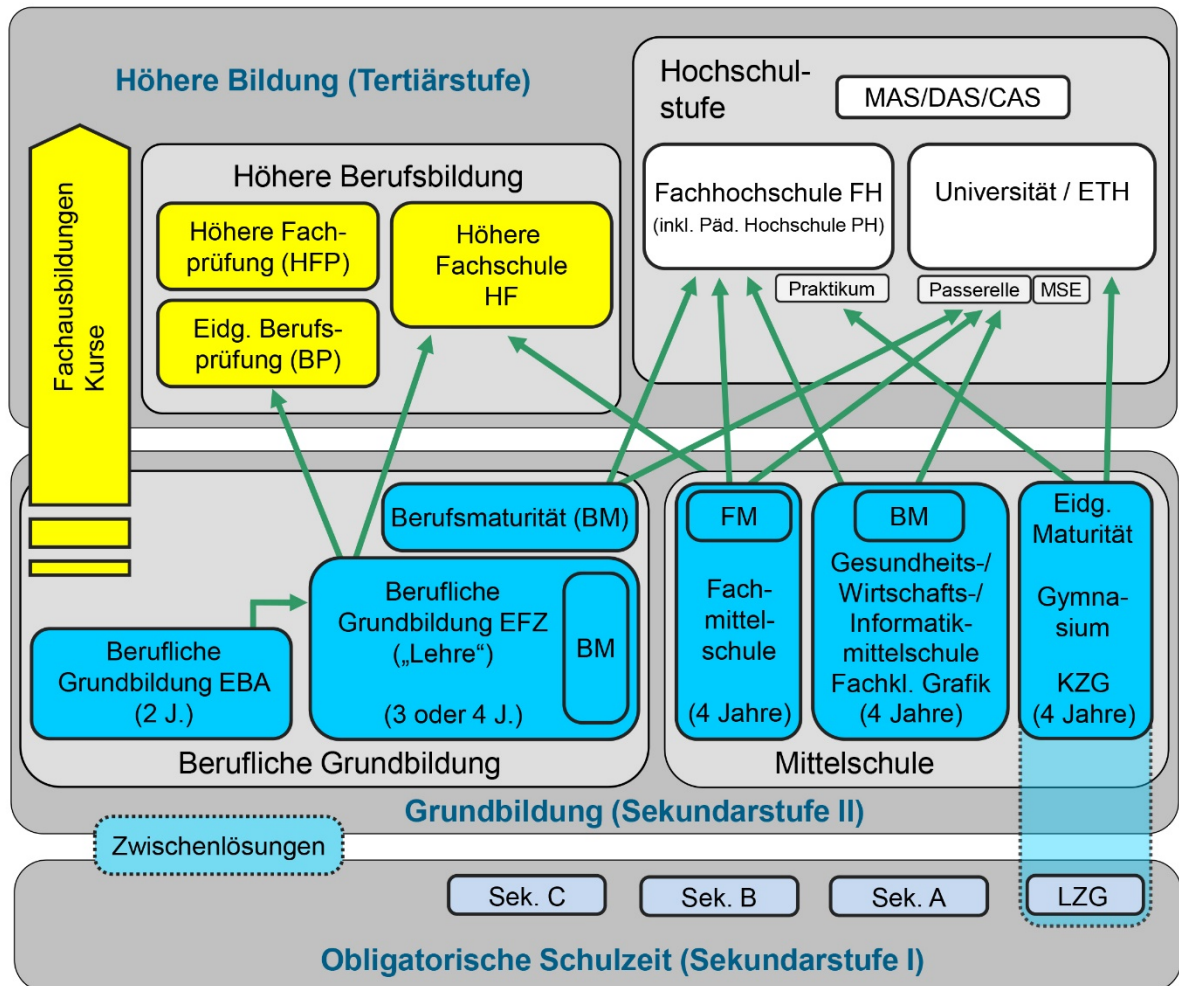 Höhere Bildung (Tertiärstufe)
Hochschul-
stufe
MAS/DAS/CAS
Fachausbildungen
Kurse
Höhere Berufsbildung
Höhere Fach-
prüfung (HFP)
Eidg. Berufs-
prüfung (BP)
Höhere
Fachschule
HF
Fachhochschule FH
(inkl. Päd. Hochschule PH)
Universität / ETH
Praktikum
Passerelle
MSE
Berufsmaturität (BM)
Berufliche
Grundbildung EBA
(2 J.)
Berufliche
Grundbildung EFZ
(„Lehre“)
(3 oder 4 J.)
BM
Berufliche Grundbildung
FM
Fach-
mittel-
schule
(4 Jahre)
BM
Gesundheits-/
Wirtschafts-/
Informatik-
mittelschule
Fachkl. Grafik
(4 Jahre)
Eidg.
Maturität
Gymna-
sium
KZG
(4 Jahre)
Mittelschule
Grundbildung (Sekundarstufe II)
Zwischenlösungen
Sek. C
Sek. B
Sek. A
LZG
Obligatorische Schulzeit (Sekundarstufe I)